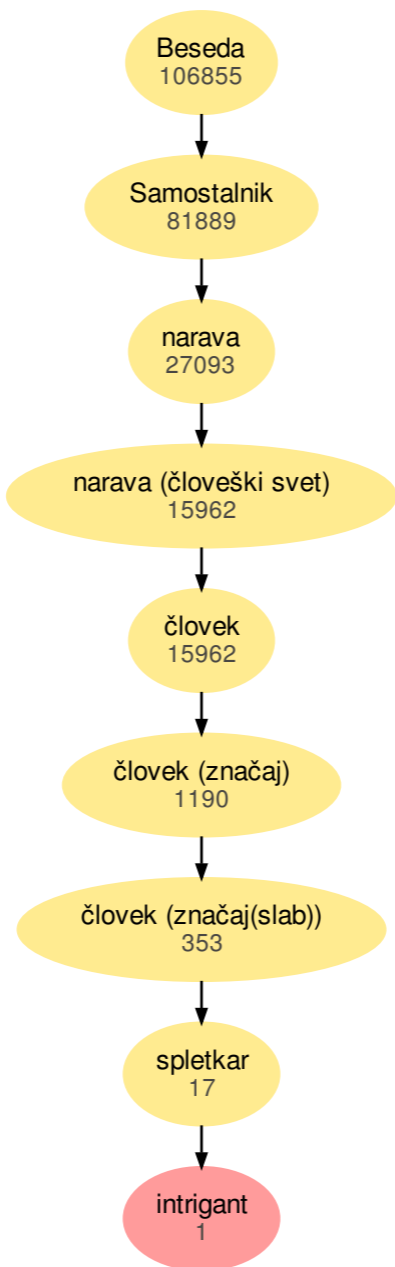 Beseda
106855
Samostalnik
81889
narava
27093
narava (človeški svet)
15962
človek
15962
človek (značaj)
1190
človek (značaj(slab))
353
spletkar
17
intrigant
1